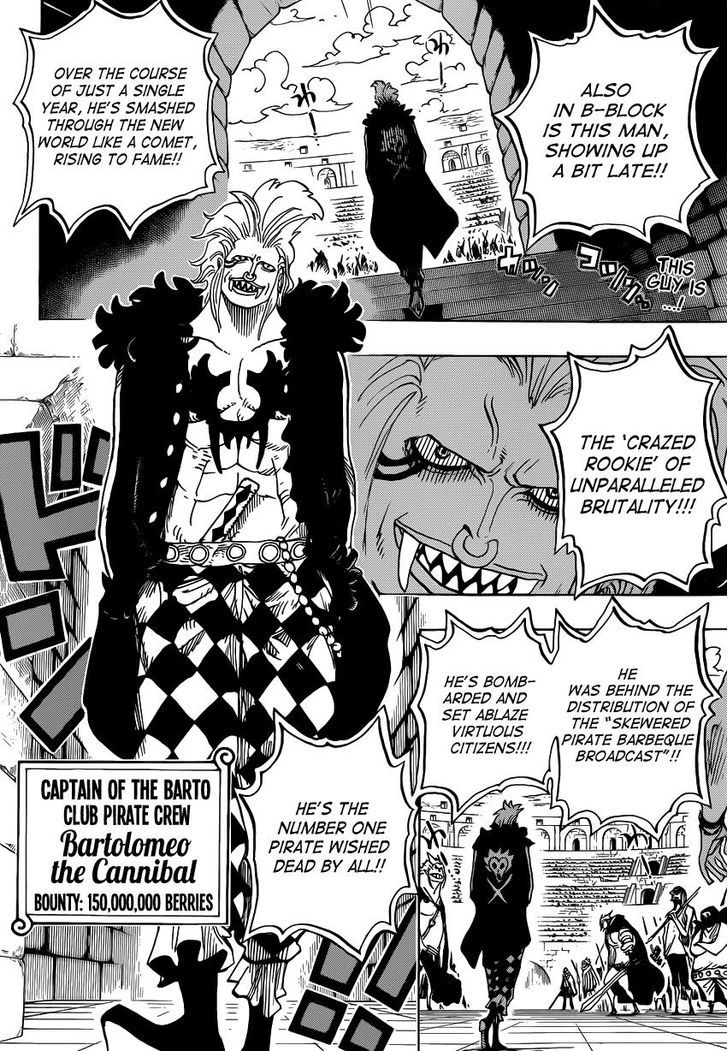 ALSO
IN B-BLOCK
IS THIS MAN,
SHOWING UP
A BIT LATE!!
OVER THE COURSE
OF JUST A SINGLE
YEAR, HE'S SMASHED
THROUGH THE NEW
WORLD LIKE A COMET,
RISING TO FAME!!
THIS
GUY IS
...!
THE 'CRAZED
ROOKIE' OF
UNPARALLELED
BRUTALITY!!!
ド
HE
WAS BEHIND THE
DISTRIBUTION OF
THE "SKEWERED
PIRATE BARBEQUE
BROADCAST"!!
HE'S BOMB-
ARDED AND
SET ABLAZE
VIRTUOUS
CITIZENS!!!
HE'S THE
NUMBER ONE
PIRATE WISHED
DEAD BY ALL!!
CAPTAIN OF THE BARTO
CLUB PIRATE CREW
Bartolomeo
the Cannibal
BOUNTY: 150,000,000 BERRIES